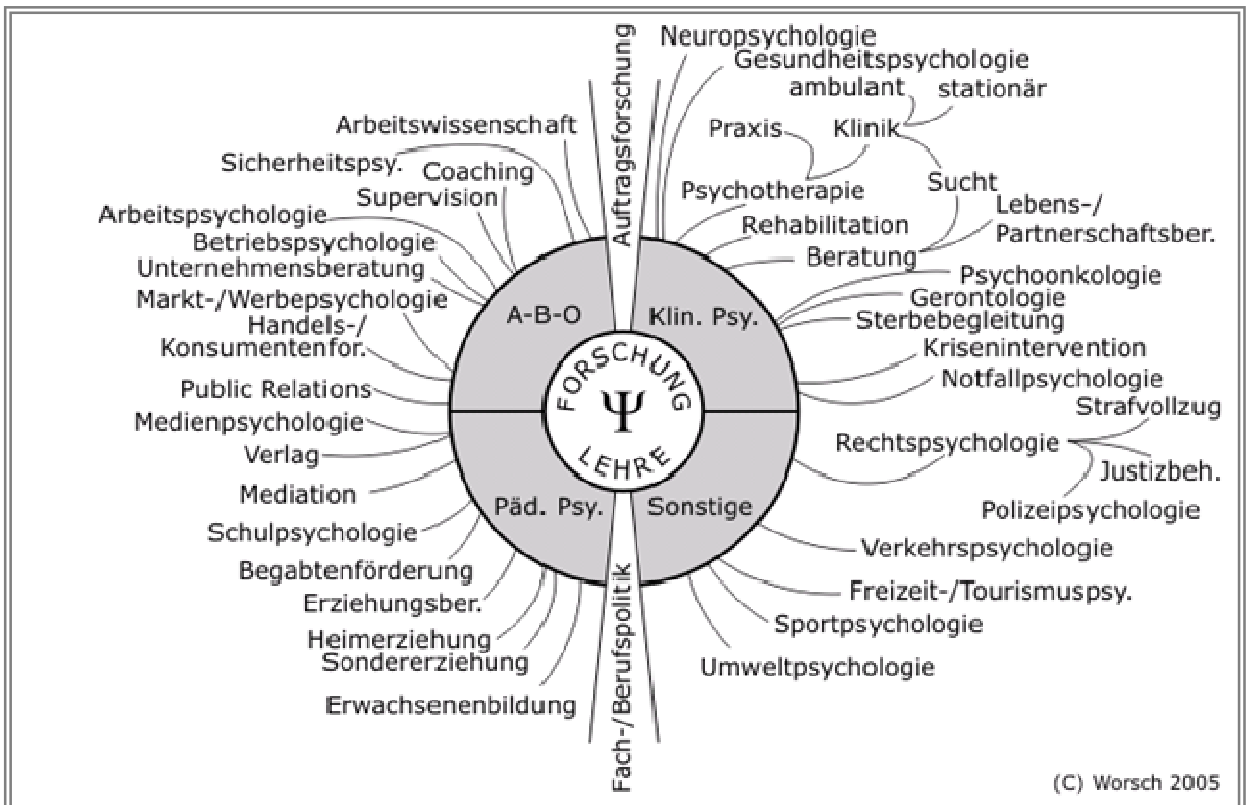 Auftragsforschung
Neuropsychologie
Gesundheitspsychologie
ambulant
stationär
Praxis
Klinik
Psychotherapie
Sucht
Rehabilitation
Lebens-/
Partnerschaftsber.
Beratung
Psychoonkologie
Gerontologie
Sterbebegleitung
Krisenintervention
Notfallpsychologie
Strafvollzug
Rechtspsychologie
Justizbeh.
Polizeipsychologie
Verkehrspsychologie
Freizeit-/Tourismuspsy.
Sportpsychologie
Umweltpsychologie
Arbeitswissenschaft
Sicherheitspsy.
Coaching
Supervision
Arbeitspsychologie
Betriebspsychologie
Unternehmensberatung
Markt-/Werbepsychologie
Handels-/
Konsumentenfor.
Public Relations
Medienpsychologie
Verlag
Mediation
Schulpsychologie
Begabtenförderung
Erziehungsber.
Heimerziehung
Sondererziehung
Erwachsenenbildung
A-B-O
Klin. Psy.
FORSCHUNG
Ψ
LEHRE
Päd. Psy.
Sonstige
Fach-/Berufspolitik
(C) Worsch 2005